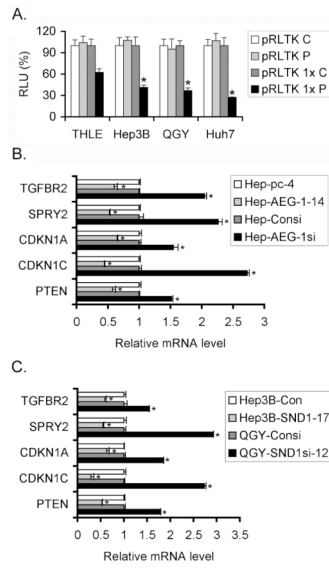 A.
RLU (%)
100
80
60
40
20
0
* * *
THLE Hep3B QGY Huh7
pRLTK C
pRLTK P
pRLTK 1x C
pRLTK 1x P
B.
TGFBR2
SPRY2
CDKN1A
CDKN1C
PTEN
* *
* *
* *
* *
* *
Hep-pc-4
Hep-AEG-1-14
Hep-Consi
Hep-AEG-1si
0 0.5 1 1.5 2 2.5 3
Relative mRNA level
C.
TGFBR2
SPRY2
CDKN1A
CDKN1C
PTEN
* *
* *
* *
* *
* *
Hep3B-Con
Hep3B-SND1-17
QGY-Consi
QGY-SND1si-12
0 0.5 1 1.5 2 2.5 3 3.5
Relative mRNA level